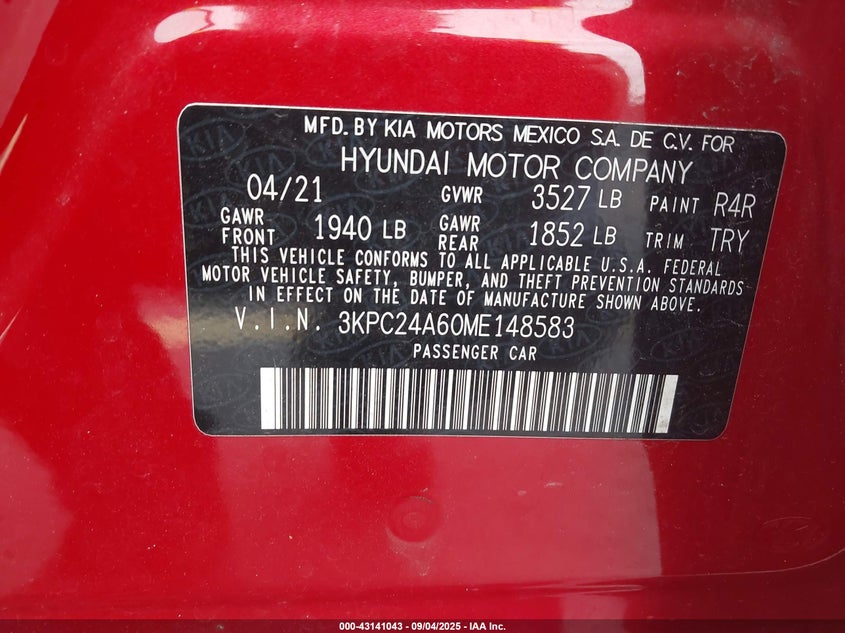 MFD. BY KIA MOTORS MEXICO S.A. DE C.V. FOR
HYUNDAI MOTOR COMPANY
04/21 GVWR 3527 LB PAINT R4R
GAWR FRONT 1940 LB GAWR REAR 1852 LB TRIM TRY
THIS VEHICLE CONFORMS TO ALL APPLICABLE U.S.A. FEDERAL
MOTOR VEHICLE SAFETY, BUMPER, AND THEFT PREVENTION STANDARDS
IN EFFECT ON THE DATE OF MANUFACTURE SHOWN ABOVE.
V.I.N. 3KPC24A60ME148583
PASSENGER CAR
000-43141043 - 09/04/2025 - IAA Inc.